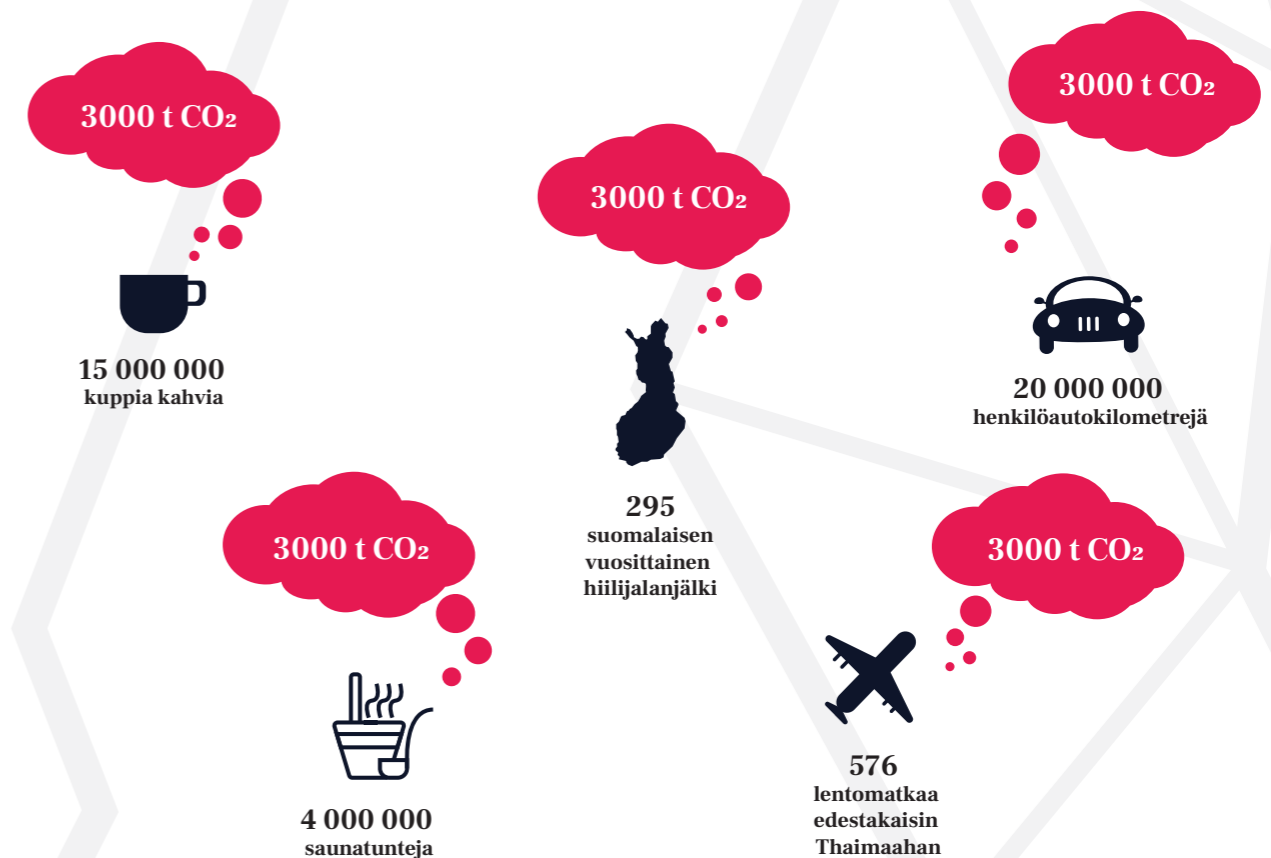 3000 t CO₂
15 000 000
kuppia kahvia
3000 t CO₂
295
suomalaisen
vuosittainen
hiilijalanjälki
3000 t CO₂
20 000 000
henkilöautokilometrejä
3000 t CO₂
4 000 000
saunatunteja
3000 t CO₂
576
lentomatkaa
edestakaisin
Thaimaahan